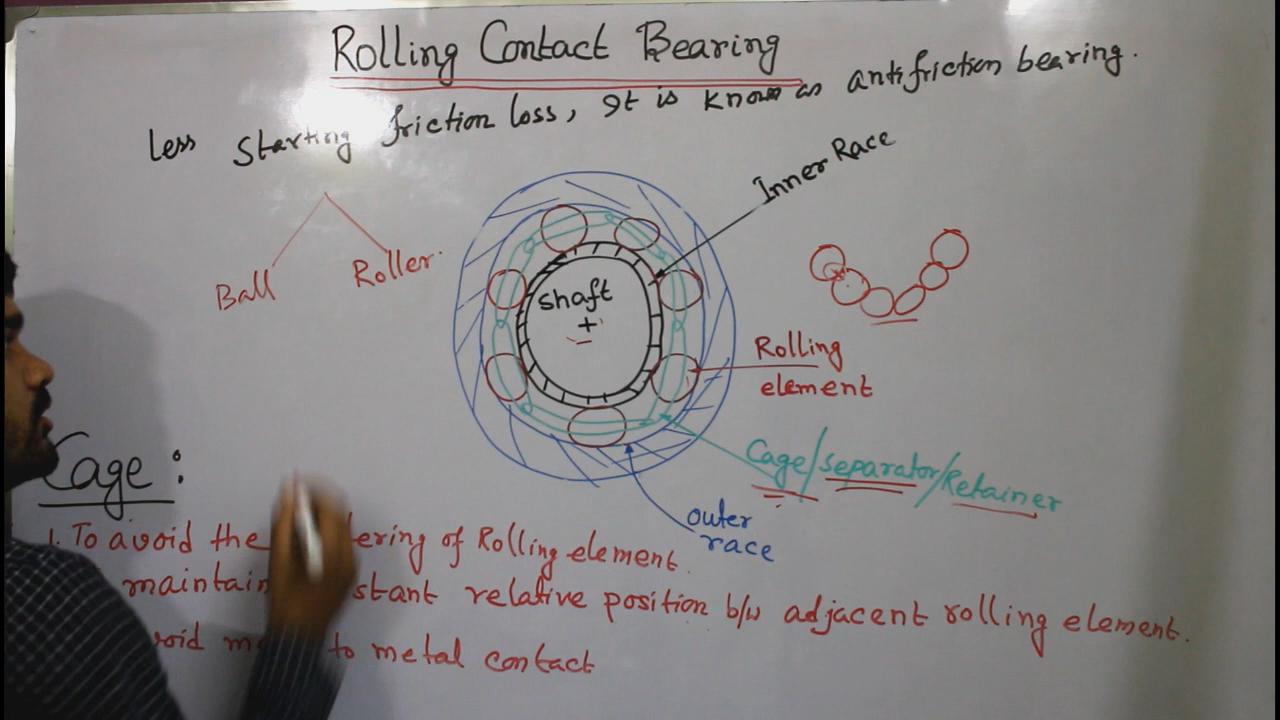 Rolling Contact Bearing
Less starting friction loss, It is known as antifriction bearing.
Inner Race
Ball
Roller
shaft
+
Rolling
element
Cage/separator/Retainer
outer
race
Cage:
1. To avoid the tering of Rolling element.
maintain stant relative position b/w adjacent rolling element.
void to metal contact